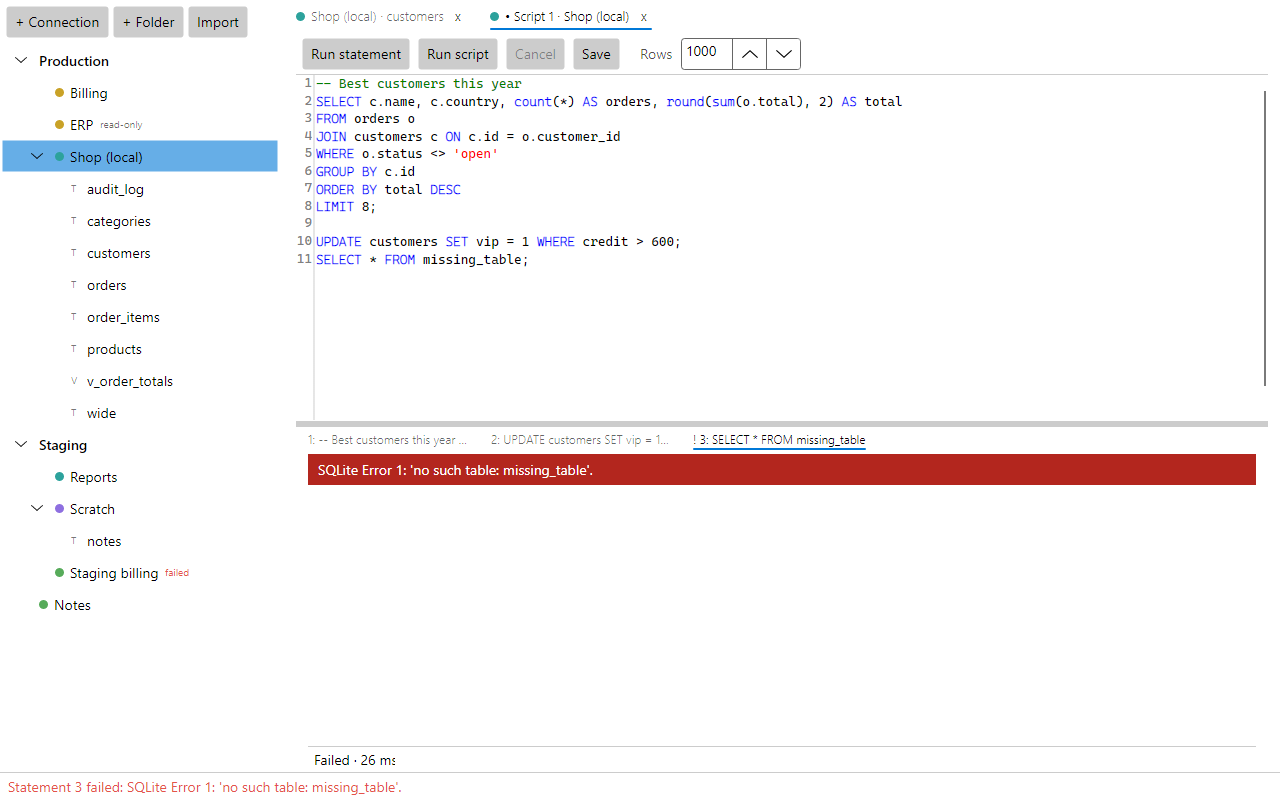 + Connection + Folder Import
Shop (local) · customers x • Script 1 · Shop (local) x
Run statement Run script Cancel Save Rows 1000
Production
Billing
ERP read-only
Shop (local)
T audit_log
T categories
T customers
T orders
T order_items
T products
V v_order_totals
T wide
Staging
Reports
Scratch
T notes
Staging billing failed
Notes
1 -- Best customers this year
2 SELECT c.name, c.country, count(*) AS orders, round(sum(o.total), 2) AS total
3 FROM orders o
4 JOIN customers c ON c.id = o.customer_id
5 WHERE o.status <> 'open'
6 GROUP BY c.id
7 ORDER BY total DESC
8 LIMIT 8;
9
10 UPDATE customers SET vip = 1 WHERE credit > 600;
11 SELECT * FROM missing_table;
1: -- Best customers this year ... 2: UPDATE customers SET vip = 1... ! 3: SELECT * FROM missing_table
SQLite Error 1: 'no such table: missing_table'.
Failed · 26 ms
Statement 3 failed: SQLite Error 1: 'no such table: missing_table'.